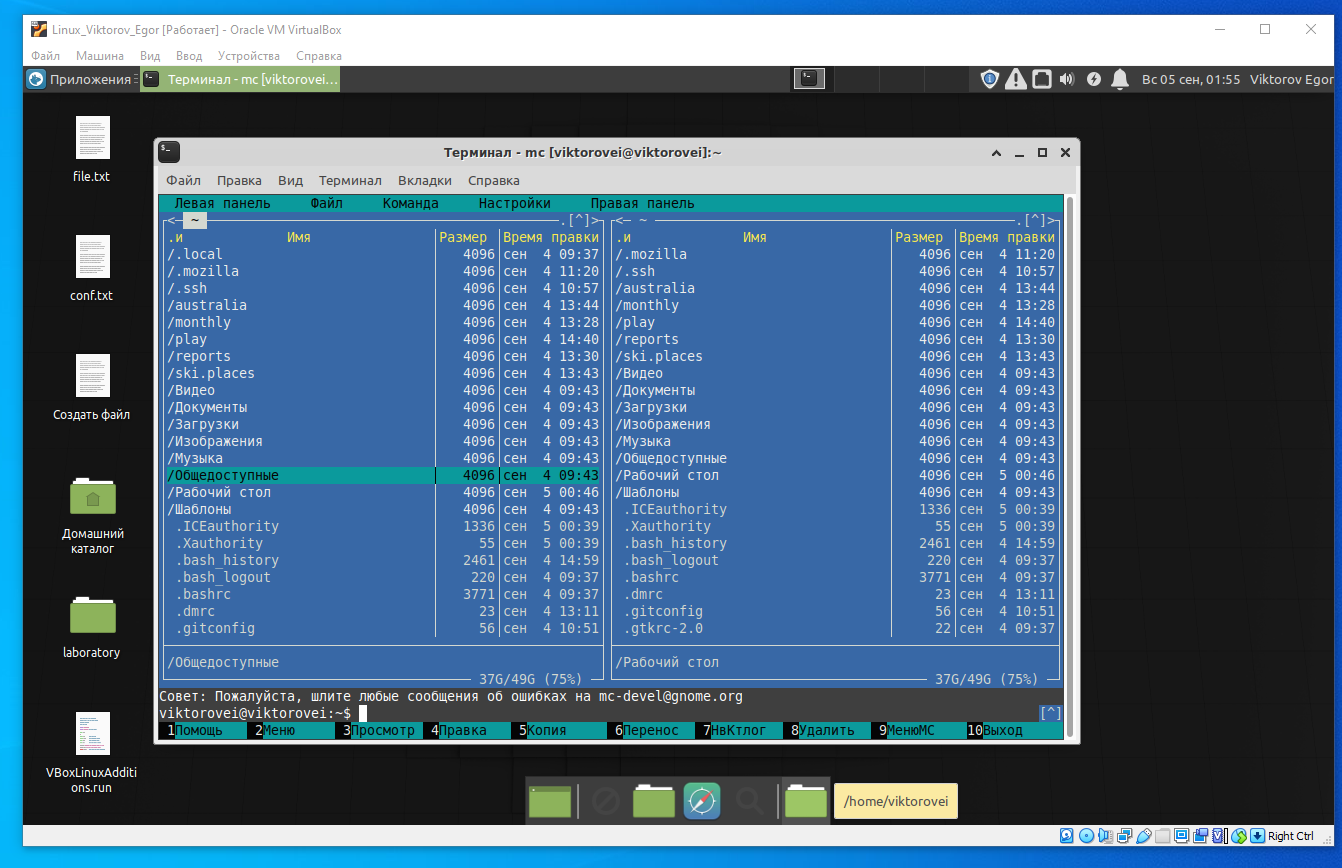 Linux_Viktorov_Egor [Работает] - Oracle VM VirtualBox
Файл Машина Вид Ввод Устройства Справка
Приложения Терминал - mc [viktorovei... Вс 05 сен, 01:55 Viktorov Egor
file.txt
conf.txt
Создать файл
Домашний
каталог
laboratory
VBoxLinuxAdditi
ons.run
Терминал - mc [viktorovei@viktorovei]:~
Файл Правка Вид Терминал Вкладки Справка
Левая панель Файл Команда Настройки Правая панель
<─ ~ .[^]> <─ ~ .[^]>
.и Имя Размер Время правки .и Имя Размер Время правки
/.local 4096 сен 4 09:37 /.mozilla 4096 сен 4 11:20
/.mozilla 4096 сен 4 11:20 /.ssh 4096 сен 4 10:57
/.ssh 4096 сен 4 10:57 /australia 4096 сен 4 13:44
/australia 4096 сен 4 13:44 /monthly 4096 сен 4 13:28
/monthly 4096 сен 4 13:28 /play 4096 сен 4 14:40
/play 4096 сен 4 14:40 /reports 4096 сен 4 13:30
/reports 4096 сен 4 13:30 /ski.places 4096 сен 4 13:43
/ski.places 4096 сен 4 13:43 /Видео 4096 сен 4 09:43
/Видео 4096 сен 4 09:43 /Документы 4096 сен 4 09:43
/Документы 4096 сен 4 09:43 /Загрузки 4096 сен 4 09:43
/Загрузки 4096 сен 4 09:43 /Изображения 4096 сен 4 09:43
/Изображения 4096 сен 4 09:43 /Музыка 4096 сен 4 09:43
/Музыка 4096 сен 4 09:43 /Общедоступные 4096 сен 4 09:43
/Общедоступные 4096 сен 4 09:43 /Рабочий стол 4096 сен 5 00:46
/Рабочий стол 4096 сен 5 00:46 /Шаблоны 4096 сен 4 09:43
/Шаблоны 4096 сен 4 09:43 .ICEauthority 1336 сен 5 00:39
.ICEauthority 1336 сен 5 00:39 .Xauthority 55 сен 5 00:39
.Xauthority 55 сен 5 00:39 .bash_history 2461 сен 4 14:59
.bash_history 2461 сен 4 14:59 .bash_logout 220 сен 4 09:37
.bash_logout 220 сен 4 09:37 .bashrc 3771 сен 4 09:37
.bashrc 3771 сен 4 09:37 .dmrc 23 сен 4 13:11
.dmrc 23 сен 4 13:11 .gitconfig 56 сен 4 10:51
.gitconfig 56 сен 4 10:51 .gtkrc-2.0 22 сен 4 09:37
/Общедоступные /Рабочий стол
37G/49G (75%) 37G/49G (75%)
Совет: Пожалуйста, шлите любые сообщения об ошибках на mc-devel@gnome.org
viktorovei@viktorovei:~$ [^]
1Помощь 2Меню 3Просмотр 4Правка 5Копия 6Перенос 7НвКтлог 8Удалить 9МенюМС 10Выход
/home/viktorovei
Right Ctrl